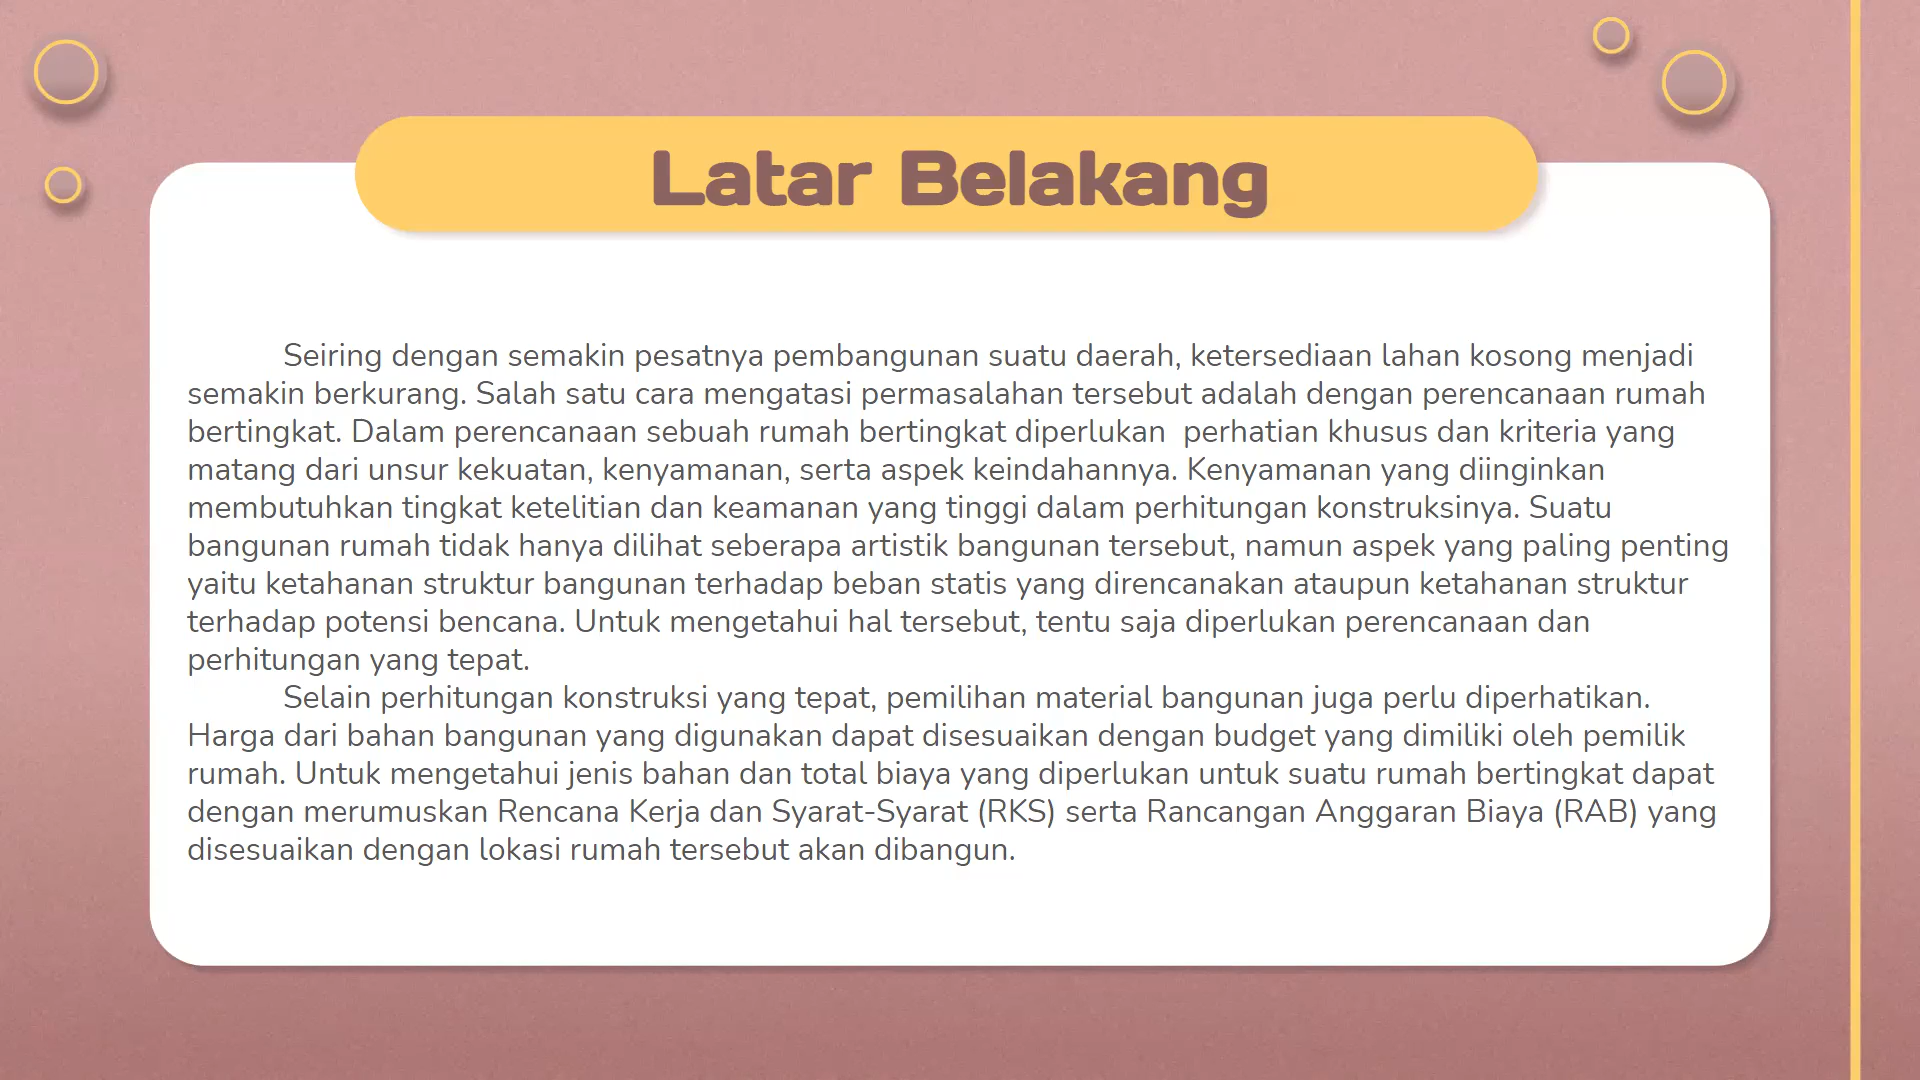 Latar Belakang
Seiring dengan semakin pesatnya pembangunan suatu daerah, ketersediaan lahan kosong menjadi
semakin berkurang. Salah satu cara mengatasi permasalahan tersebut adalah dengan perencanaan rumah
bertingkat. Dalam perencanaan sebuah rumah bertingkat diperlukan  perhatian khusus dan kriteria yang
matang dari unsur kekuatan, kenyamanan, serta aspek keindahannya. Kenyamanan yang diinginkan
membutuhkan tingkat ketelitian dan keamanan yang tinggi dalam perhitungan konstruksinya. Suatu
bangunan rumah tidak hanya dilihat seberapa artistik bangunan tersebut, namun aspek yang paling penting
yaitu ketahanan struktur bangunan terhadap beban statis yang direncanakan ataupun ketahanan struktur
terhadap potensi bencana. Untuk mengetahui hal tersebut, tentu saja diperlukan perencanaan dan
perhitungan yang tepat.
Selain perhitungan konstruksi yang tepat, pemilihan material bangunan juga perlu diperhatikan.
Harga dari bahan bangunan yang digunakan dapat disesuaikan dengan budget yang dimiliki oleh pemilik
rumah. Untuk mengetahui jenis bahan dan total biaya yang diperlukan untuk suatu rumah bertingkat dapat
dengan merumuskan Rencana Kerja dan Syarat-Syarat (RKS) serta Rancangan Anggaran Biaya (RAB) yang
disesuaikan dengan lokasi rumah tersebut akan dibangun.